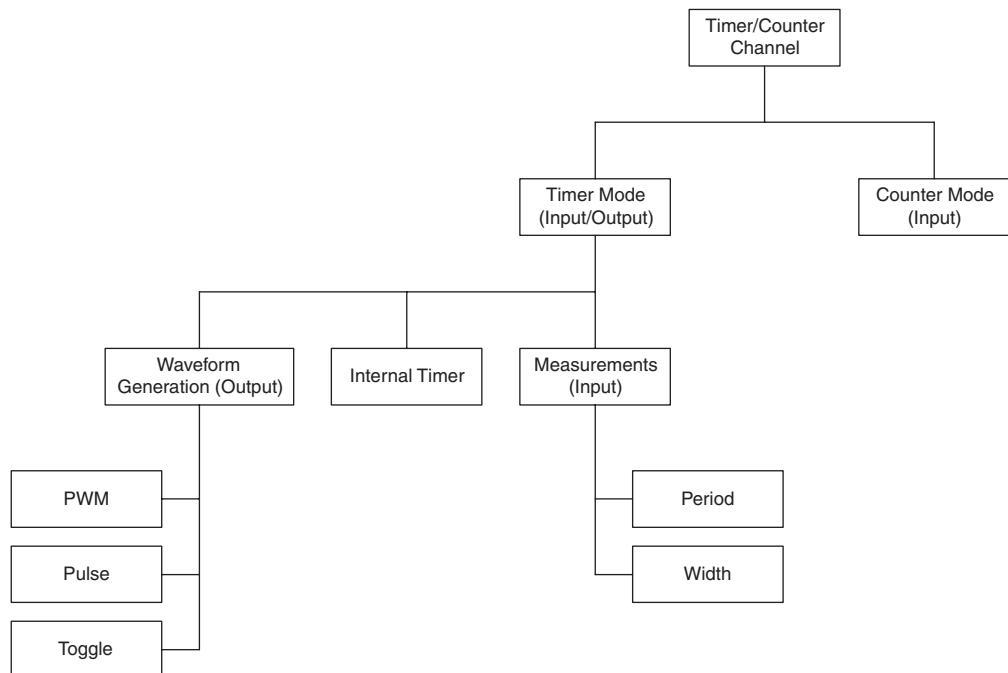 Timer/Counter
Channel
Timer Mode
(Input/Output)
Counter Mode
(Input)
Waveform
Generation (Output)
Internal Timer
Measurements
(Input)
PWM
Period
Pulse
Width
Toggle